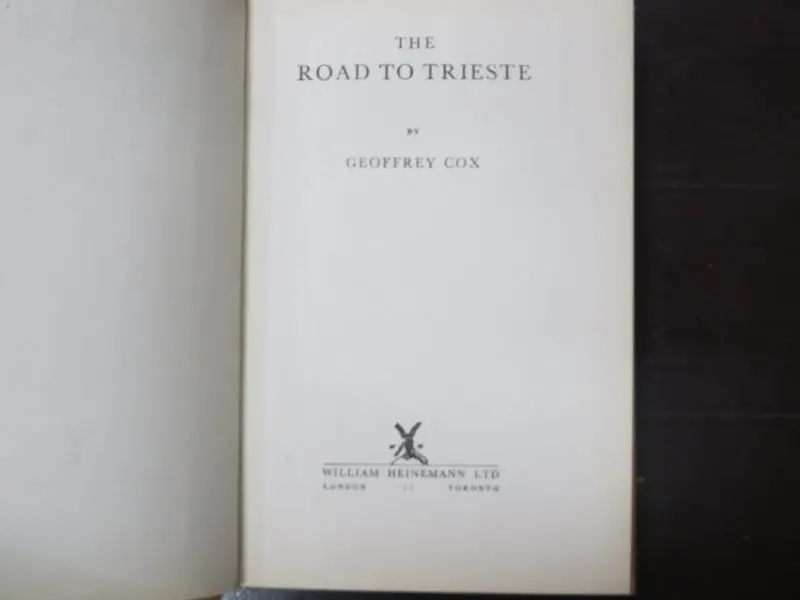 THE
ROAD TO TRIESTE
BY
GEOFFREY COX
WILLIAM HEINEMANN LTD
LONDON :: TORONTO